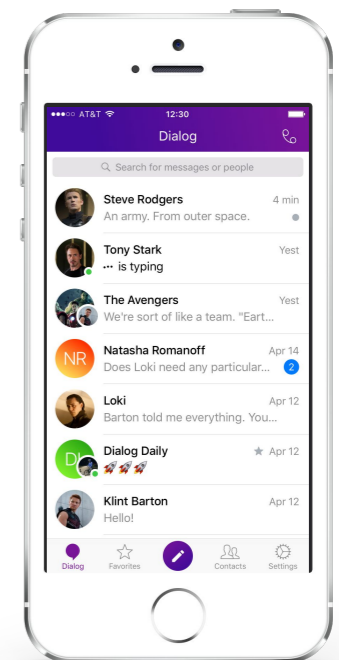 AT&T
12:30
Dialog
Search for messages or people
Steve Rodgers
4 min
An army. From outer space.
Tony Stark
Yest
••• is typing
The Avengers
Yest
We're sort of like a team. "Eart...
NR
Natasha Romanoff
Apr 14
Does Loki need any particular...
2
Loki
Apr 12
Barton told me everything. You...
Dialog Daily
★ Apr 12
🚀🚀🚀
Klint Barton
Apr 12
Hello!
Dialog
Favorites
Contacts
Settings